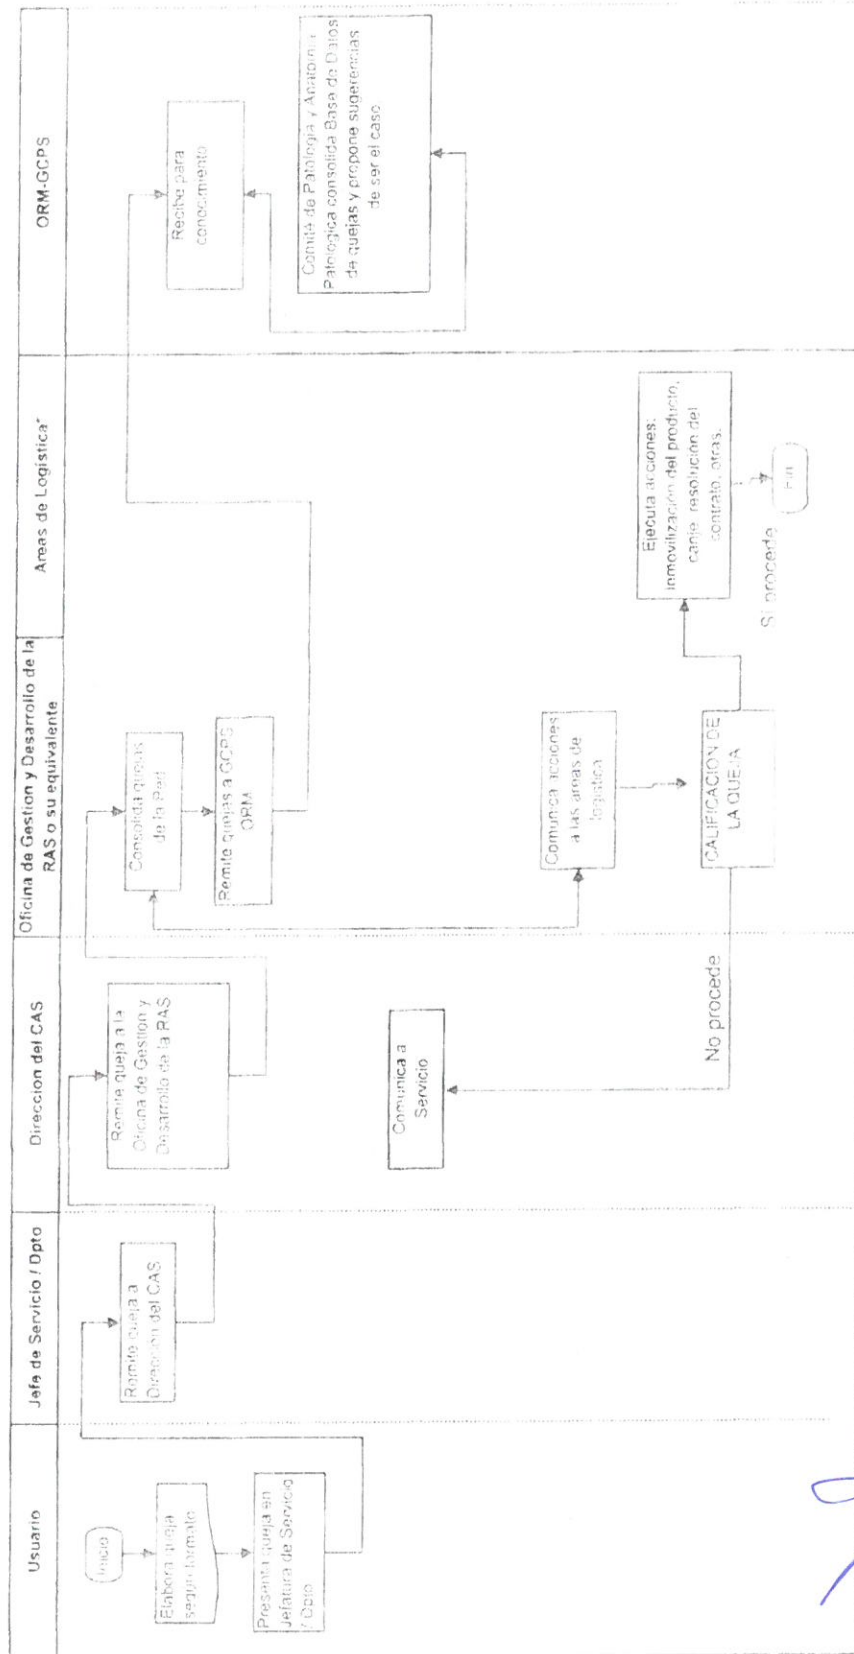 Usuario
Jefe de Servicio / Dpto
Direccion del CAS
Oficina de Gestion y Desarrollo de la
RAS o su equivalente
Areas de Logística*
ORM-GCPS
Inicio
Elabora queja
segun formato
Presenta queja en
Jefatura de Servicio
/ Dpto
Remite queja a
Dirección del CAS
Remite queja a la
Oficina de Gestion y
Desarrollo de la RAS
Consolida quejas
de la Red
Remite quejas a GCPS
ORM
Recibe para
conocimiento
Comité de Patologia y Anatomia
Patologica consolida Base de Datos
de quejas y propone sugerencias
de ser el caso
Comunica acciones
a las areas de
logistica
CALIFICACION DE
LA QUEJA
No procede
Comunica a
Servicio
Ejecuta acciones:
Inmovilización del producto,
canje, resolución del
contrato, otras.
Si procede
Fin